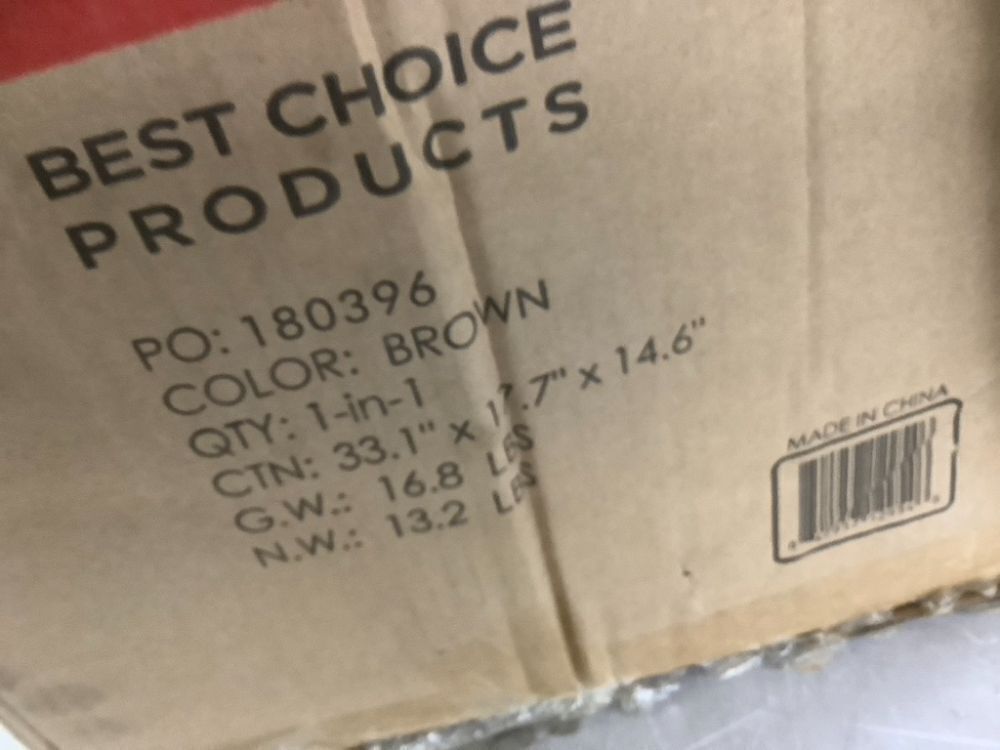 BEST CHOICE
PRODUCTS
PO: 180396
COLOR: BROWN
QTY: 1-in-1
CTN: 33.1" x 17.7" x 14.6"
G.W.: 16.8 LBS
N.W.: 13.2 LBS
MADE IN CHINA